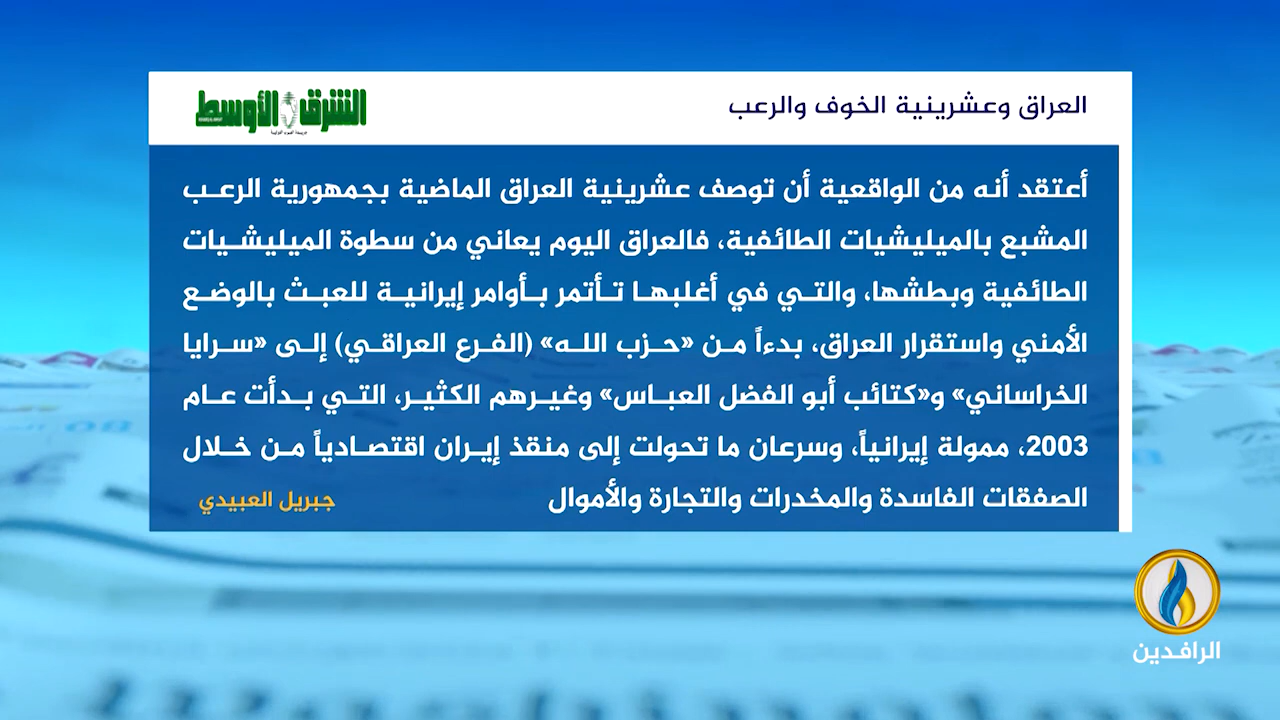 العراق وعشرينية الخوف والرعب
الشرق الأوسط
أعتقد أنه من الواقعية أن توصف عشرينية العراق الماضية بجمهورية الرعب
المشبع بالميليشيات الطائفية، فالعراق اليوم يعاني من سطوة الميليشيات
الطائفية وبطشها، والتي في أغلبها تأتمر بأوامر إيرانية للعبث بالوضع
الأمني واستقرار العراق، بدءاً من «حزب الله» (الفرع العراقي) إلى «سرايا
الخراساني» و«كتائب أبو الفضل العباس» وغيرهم الكثير، التي بدأت عام
2003، ممولة إيرانياً، وسرعان ما تحولت إلى منقذ إيران اقتصادياً من خلال
الصفقات الفاسدة والمخدرات والتجارة والأموال
جبريل العبيدي
الرافدين